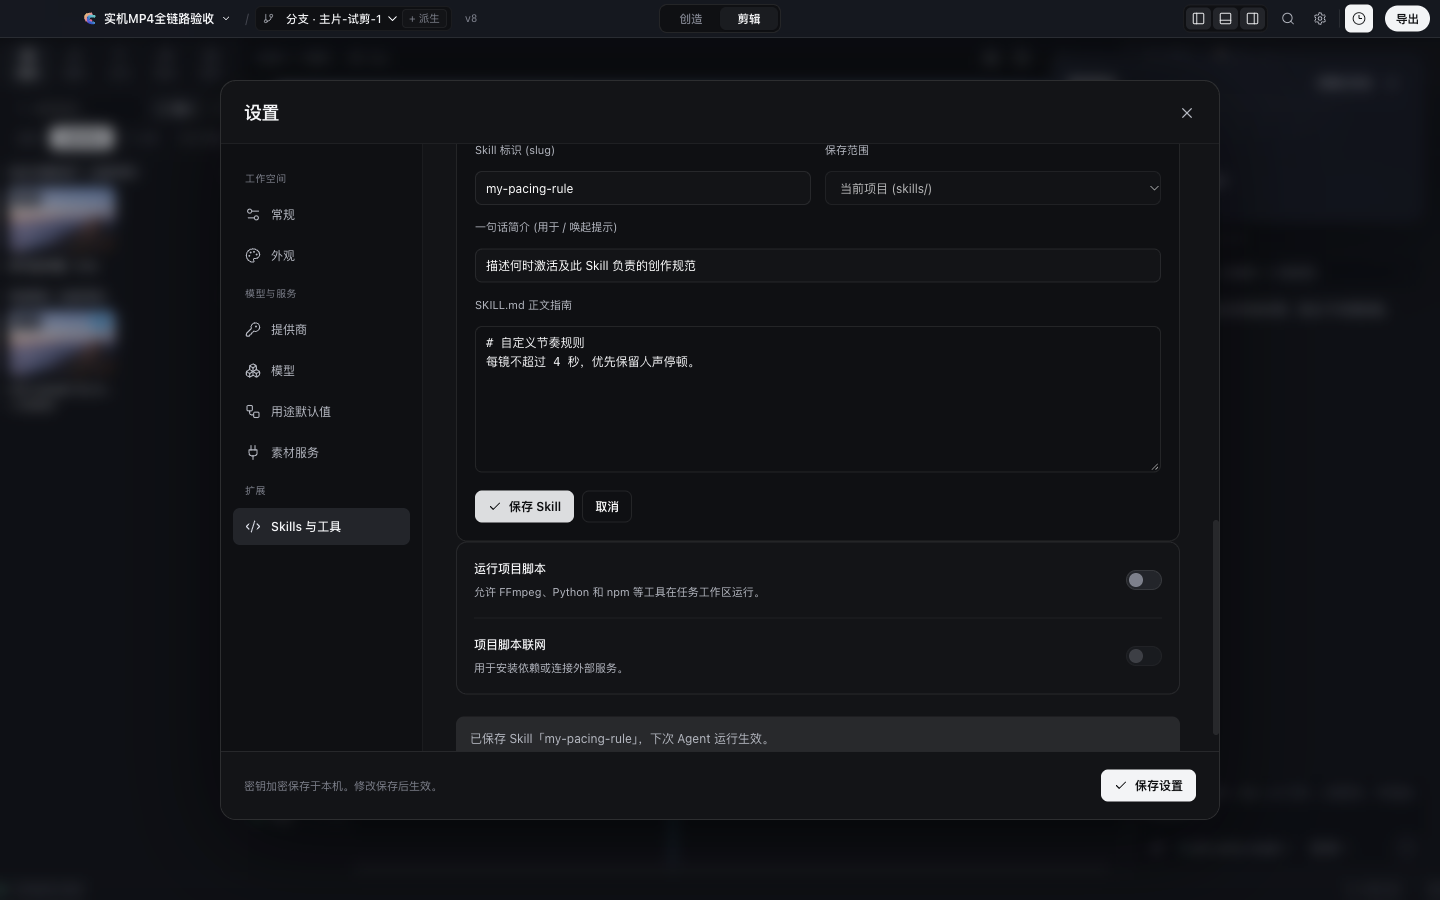 实机MP4全链路验收 / 分支 · 主片-试剪-1 + 派生 v8 创造 剪辑 导出
设置
工作空间
常规
外观
模型与服务
提供商
模型
用途默认值
素材服务
扩展
Skills 与工具
Skill 标识 (slug) 保存范围
my-pacing-rule 当前项目 (skills/)
一句话简介 (用于 / 唤起提示)
描述何时激活及此 Skill 负责的创作规范
SKILL.md 正文指南
# 自定义节奏规则
每镜不超过 4 秒，优先保留人声停顿。
保存 Skill 取消
运行项目脚本
允许 FFmpeg、Python 和 npm 等工具在任务工作区运行。
项目脚本联网
用于安装依赖或连接外部服务。
已保存 Skill「my-pacing-rule」，下次 Agent 运行生效。
密钥加密保存于本机。修改保存后生效。 保存设置